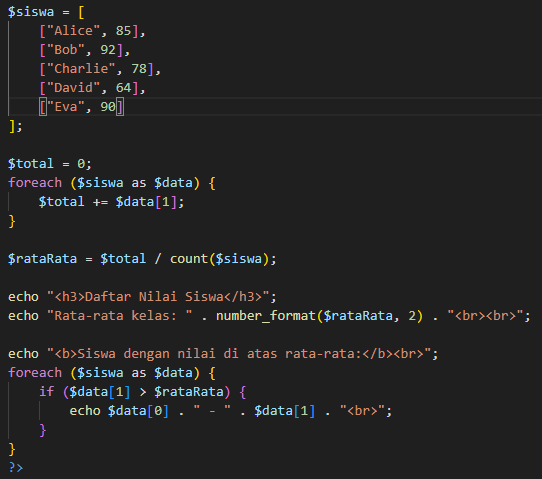 $siswa = [
    ["Alice", 85],
    ["Bob", 92],
    ["Charlie", 78],
    ["David", 64],
    ["Eva", 90]
];

$total = 0;
foreach ($siswa as $data) {
    $total += $data[1];
}

$rataRata = $total / count($siswa);

echo "<h3>Daftar Nilai Siswa</h3>";
echo "Rata-rata kelas: " . number_format($rataRata, 2) . "<br><br>";

echo "<b>Siswa dengan nilai di atas rata-rata:</b><br>";
foreach ($siswa as $data) {
    if ($data[1] > $rataRata) {
        echo $data[0] . " - " . $data[1] . "<br>";
    }
}
?>